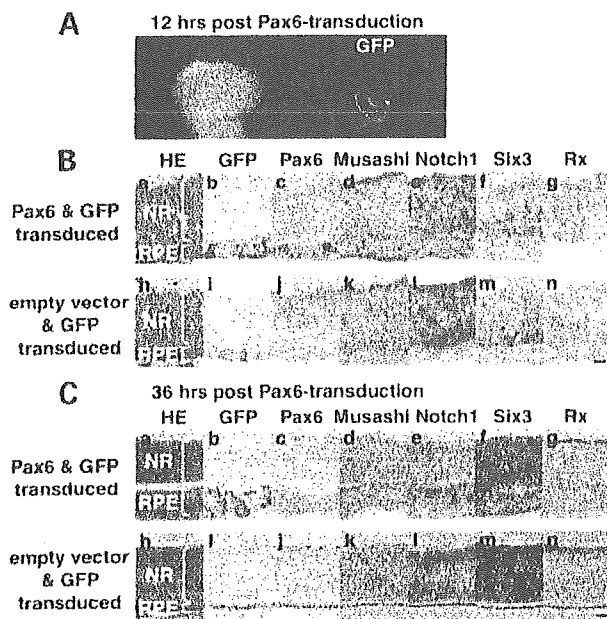 A 12 hrs post Pax6-transduction
GFP
B HE GFP Pax6 Musashi Notch1 Six3 Rx
a b c d e f g
Pax6 & GFP transduced
NR
RPE
h i j k l m n
empty vector & GFP transduced
NR
RPE
C 36 hrs post Pax6-transduction
HE GFP Pax6 Musashi Notch1 Six3 Rx
a b c d e f g
Pax6 & GFP transduced
NR
RPE
h i j k l m n
empty vector & GFP transduced
NR
RPE